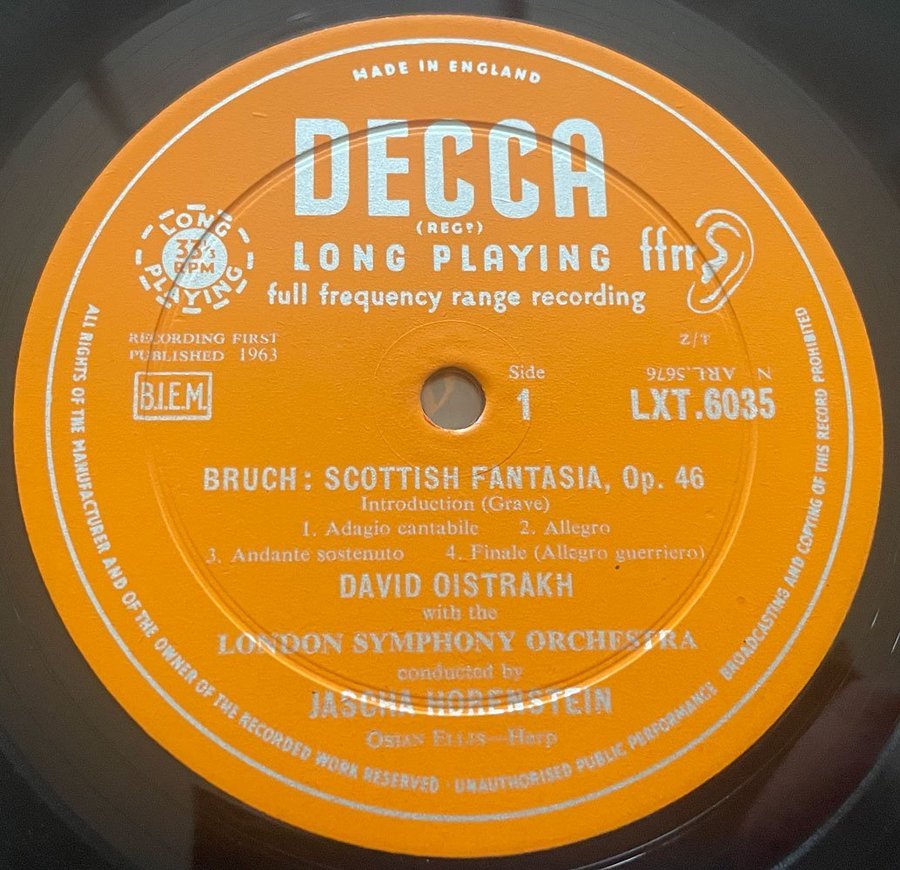 MADE IN ENGLAND
DECCA
(REGD)
LONG PLAYING
33⅓
RPM
LONG PLAYING
ffrr
full frequency range recording
RECORDING FIRST
PUBLISHED 1963
Z/T
B.I.E.M.
Side
1
N ARL.5676
LXT.6035
BRUCH: SCOTTISH FANTASIA, Op. 46
Introduction (Grave)
1. Adagio cantabile 2. Allegro
3. Andante sostenuto 4. Finale (Allegro guerriero)
DAVID OISTRAKH
with the
LONDON SYMPHONY ORCHESTRA
conducted by
JASCHA HORENSTEIN
OSIAN ELLIS—Harp
ALL RIGHTS OF THE MANUFACTURER AND OF THE OWNER OF THE RECORDED WORK RESERVED · UNAUTHORISED PUBLIC PERFORMANCE BROADCASTING AND COPYING OF THIS RECORD PROHIBITED